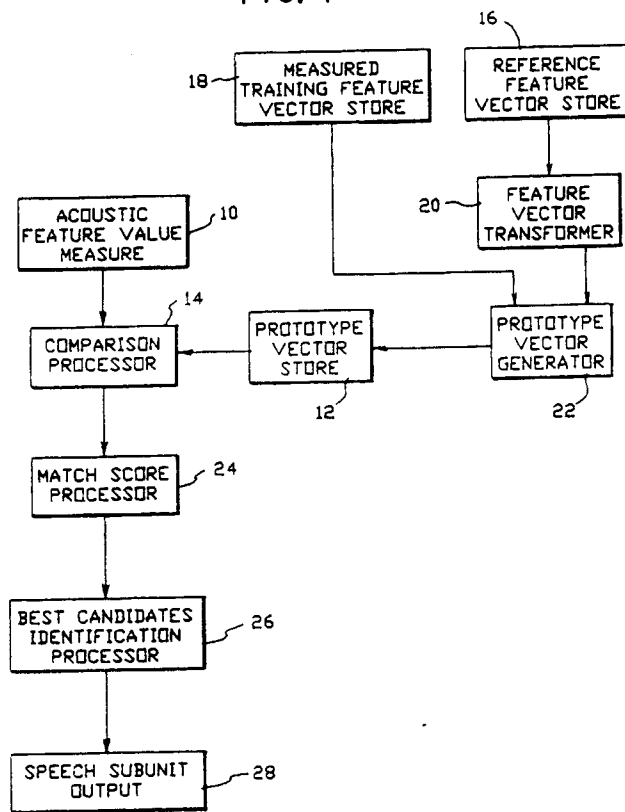 16
18
MEASURED
TRAINING FEATURE
VECTOR STORE
REFERENCE
FEATURE
VECTOR STORE
20
FEATURE
VECTOR
TRANSFORMER
ACOUSTIC
FEATURE VALUE
MEASURE
10
14
COMPARISON
PROCESSOR
PROTOTYPE
VECTOR
STORE
12
PROTOTYPE
VECTOR
GENERATOR
22
MATCH SCORE
PROCESSOR
24
BEST CANDIDATES
IDENTIFICATION
PROCESSOR
26
SPEECH SUBUNIT
OUTPUT
28